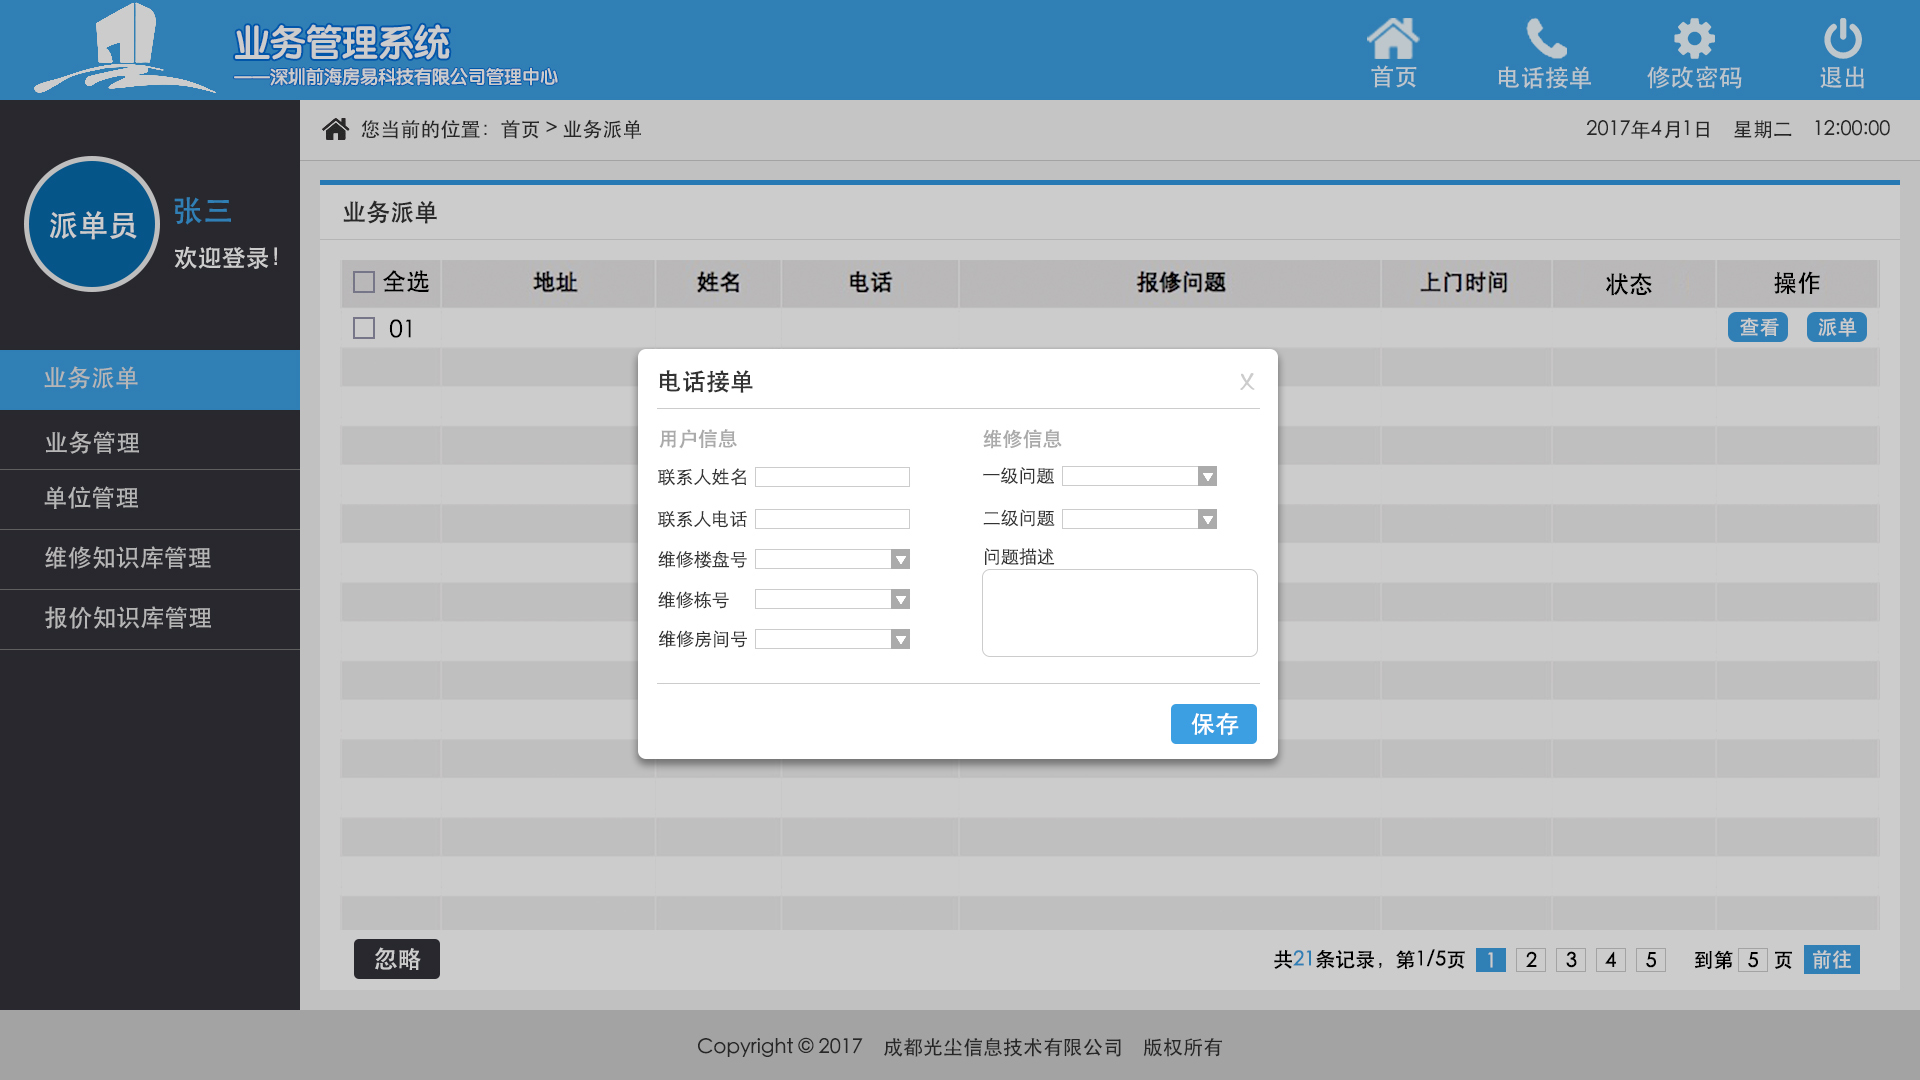 业务管理系统
——深圳前海房易科技有限公司管理中心
首页 电话接单 修改密码 退出
您当前的位置：首页 > 业务派单
2017年4月1日 星期二 12:00:00
派单员
张三
欢迎登录！
业务派单
业务管理
单位管理
维修知识库管理
报价知识库管理
业务派单
全选 地址 姓名 电话 报修问题 上门时间 状态 操作
01 查看 派单
电话接单 X
用户信息 维修信息
联系人姓名 一级问题
联系人电话 二级问题
维修楼盘号 问题描述
维修栋号
维修房间号
保存
忽略
共21条记录，第1/5页 1 2 3 4 5 到第 5 页 前往
Copyright © 2017 成都光尘信息技术有限公司 版权所有